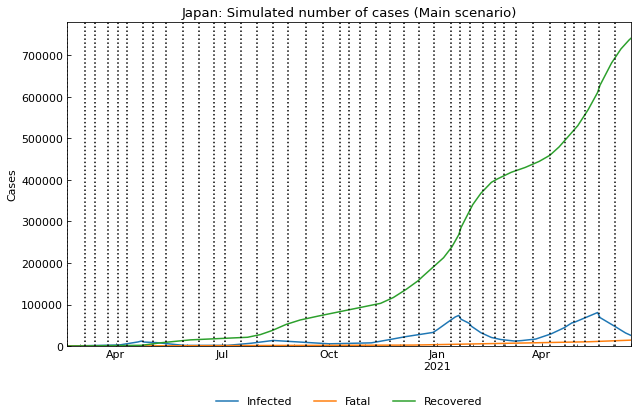 Japan: Simulated number of cases (Main scenario)
Cases
700000
600000
500000
400000
300000
200000
100000
0
Apr Jul Oct Jan Apr
2021
Infected Fatal Recovered